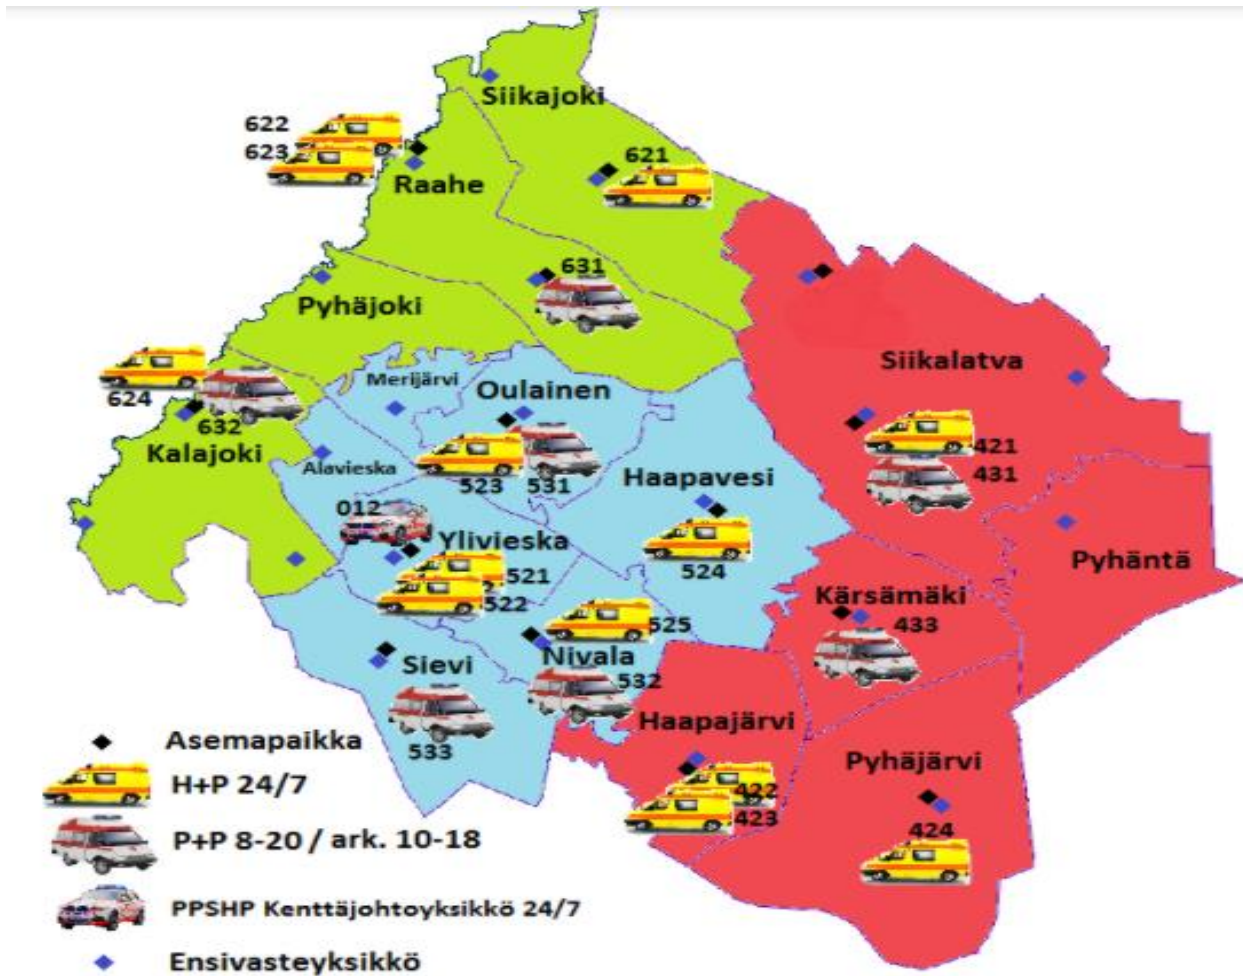 Siikajoki
622
623
621
Raahe
631
Pyhäjoki
Siikalatva
624
Merijärvi
Oulainen
632
Kalajoki
Alavieska
421
523
531
Haapavesi
431
012
Ylivieska
524
Pyhäntä
521
522
Kärsämäki
433
525
Sievi
Nivala
532
Haapajärvi
533
Pyhäjärvi
422
423
424
Asemapaikka
H+P 24/7
P+P 8-20 / ark. 10-18
PPSHP Kenttäjohtoyksikkö 24/7
Ensivasteyksikkö